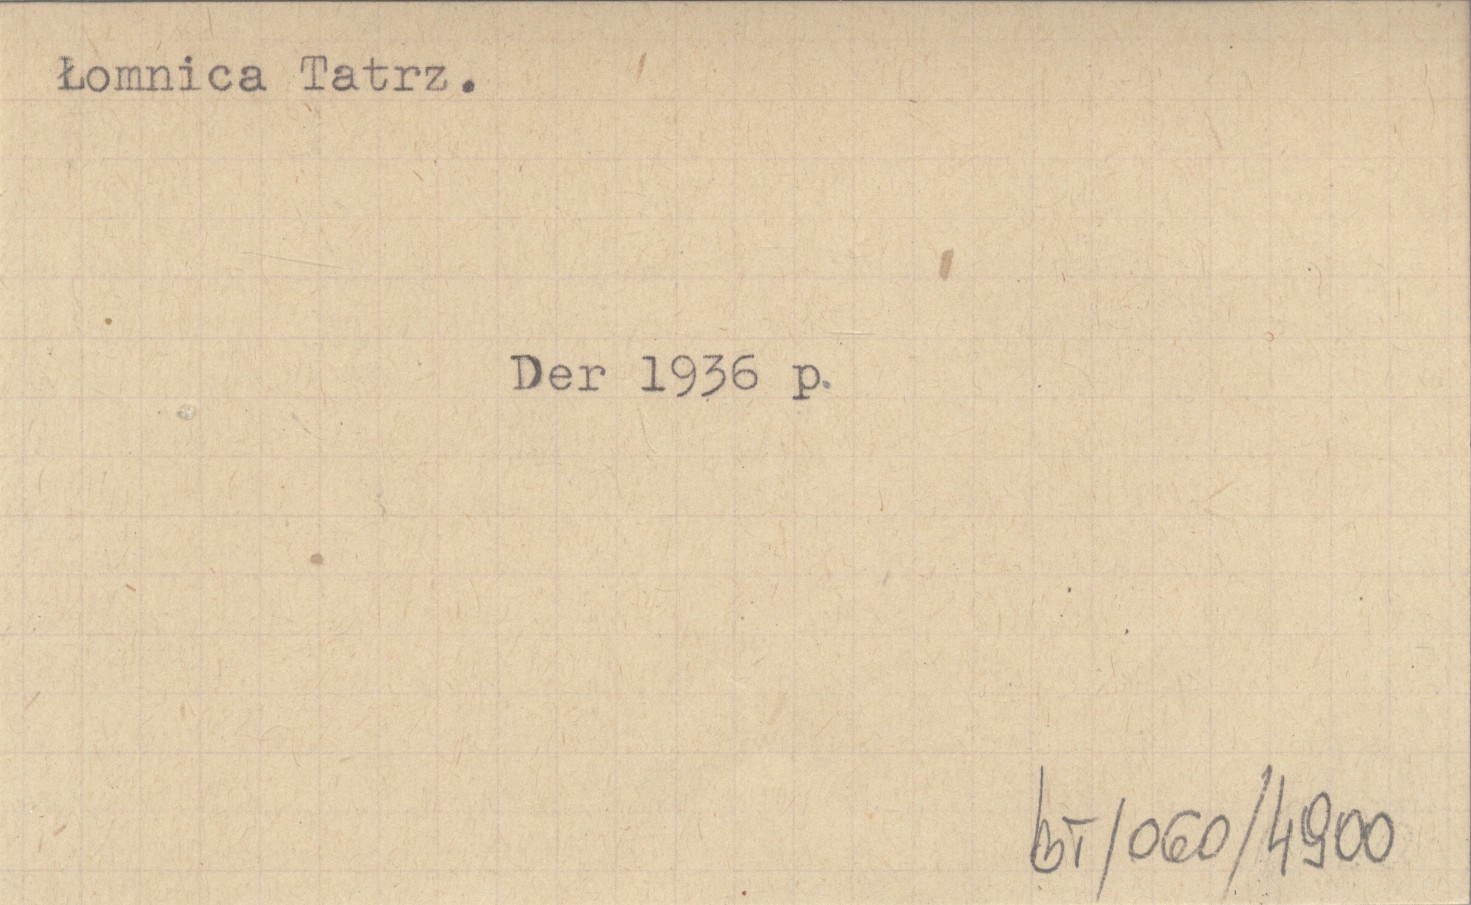 Łomnica Tatrz.
Der 1936 p.
bT/060/4900